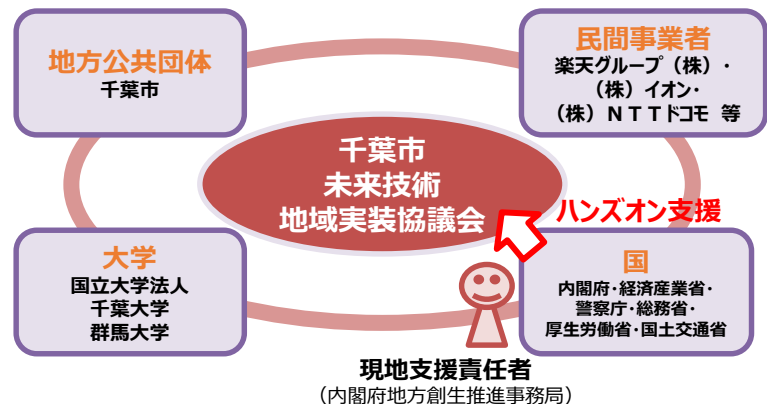 地方公共団体
千葉市
民間事業者
楽天グループ（株）・
（株）イオン・
（株）ＮＴＴドコモ 等
千葉市
未来技術
地域実装協議会
ハンズオン支援
大学
国立大学法人
千葉大学
群馬大学
国
内閣府・経済産業省・
警察庁・総務省・
厚生労働省・国土交通省
現地支援責任者
（内閣府地方創生推進事務局）